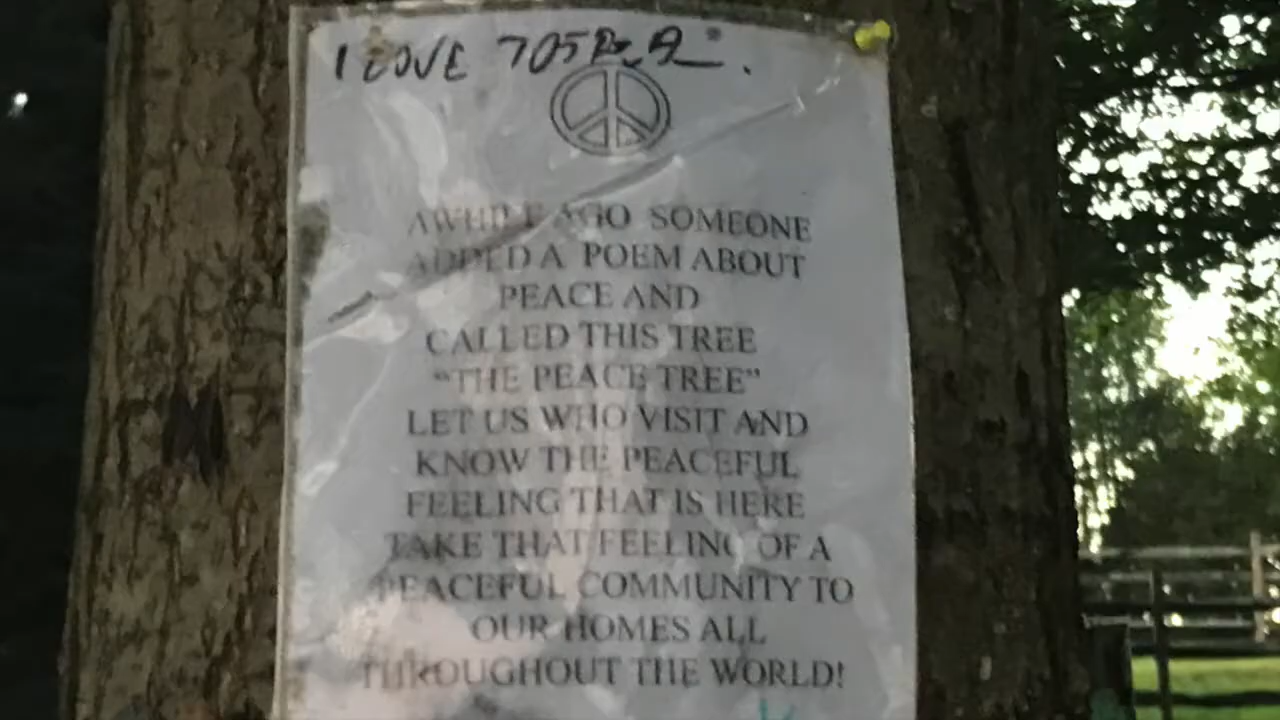 I LOVE
AWHILE AGO SOMEONE
ADDED A POEM ABOUT
PEACE AND
CALLED THIS TREE
"THE PEACE TREE"
LET US WHO VISIT AND
KNOW THE PEACEFUL
FEELING THAT IS HERE
TAKE THAT FEELING OF A
PEACEFUL COMMUNITY TO
OUR HOMES ALL
THROUGHOUT THE WORLD!